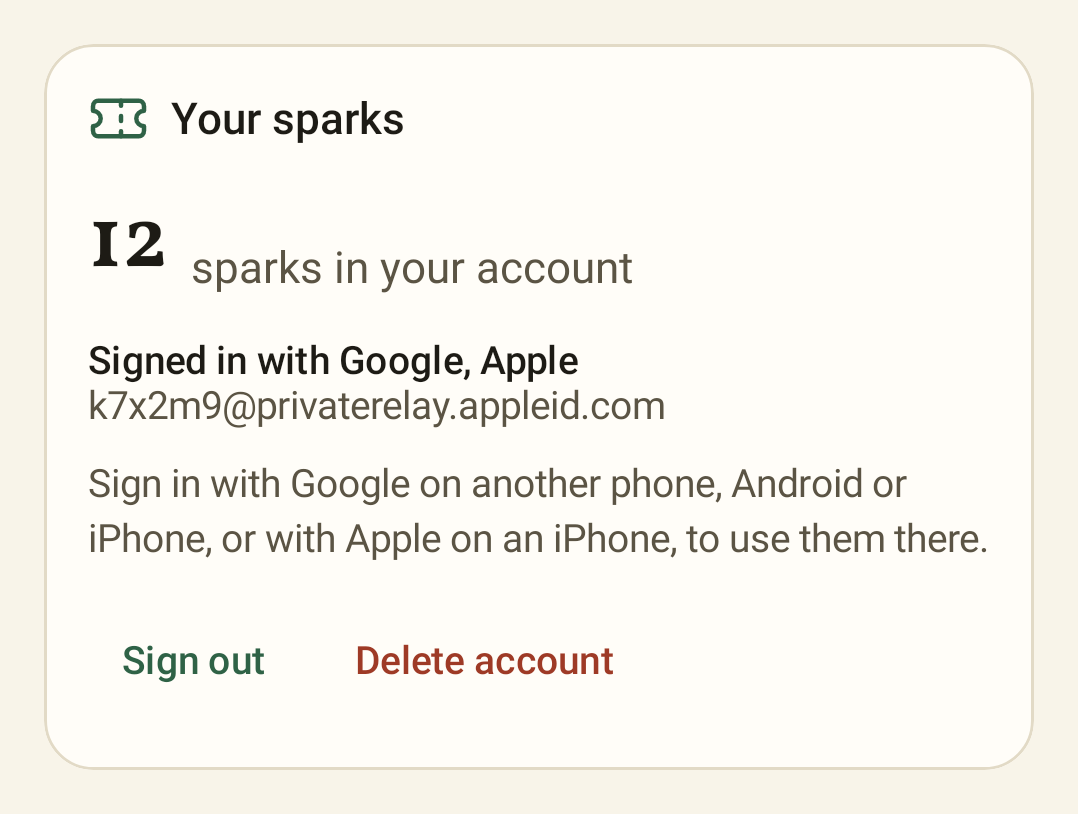 Your sparks
12 sparks in your account
Signed in with Google, Apple
k7x2m9@privaterelay.appleid.com
Sign in with Google on another phone, Android or
iPhone, or with Apple on an iPhone, to use them there.
Sign out Delete account